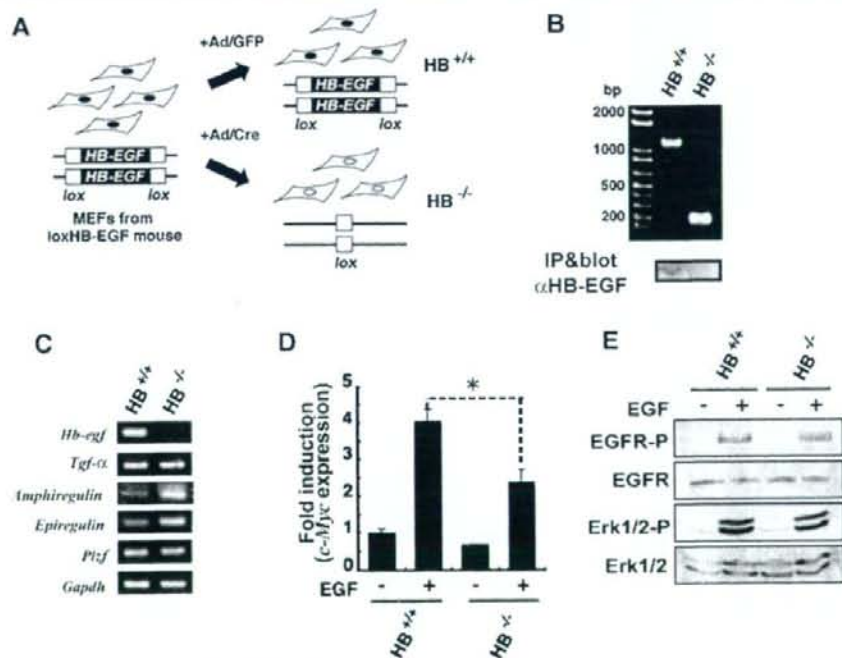 A
+Ad/GFP
HB +/+
HB-EGF
HB-EGF
lox lox
+Ad/Cre
HB-EGF
HB-EGF
lox lox
MEFs from
loxHB-EGF mouse
HB -/-
lox
B
bp
HB +/+
HB -/-
2000
1000
500
200
IP&blot
αHB-EGF
C
HB +/+
HB -/-
Hb-egf
Tgf-α
Amphiregulin
Epiregulin
Plzf
Gapdh
D
Fold induction
(c-Myc expression)
5
4
3
2
1
0
*
EGF - + - +
HB +/+
HB -/-
E
HB +/+
HB -/-
EGF - + - +
EGFR-P
EGFR
Erk1/2-P
Erk1/2